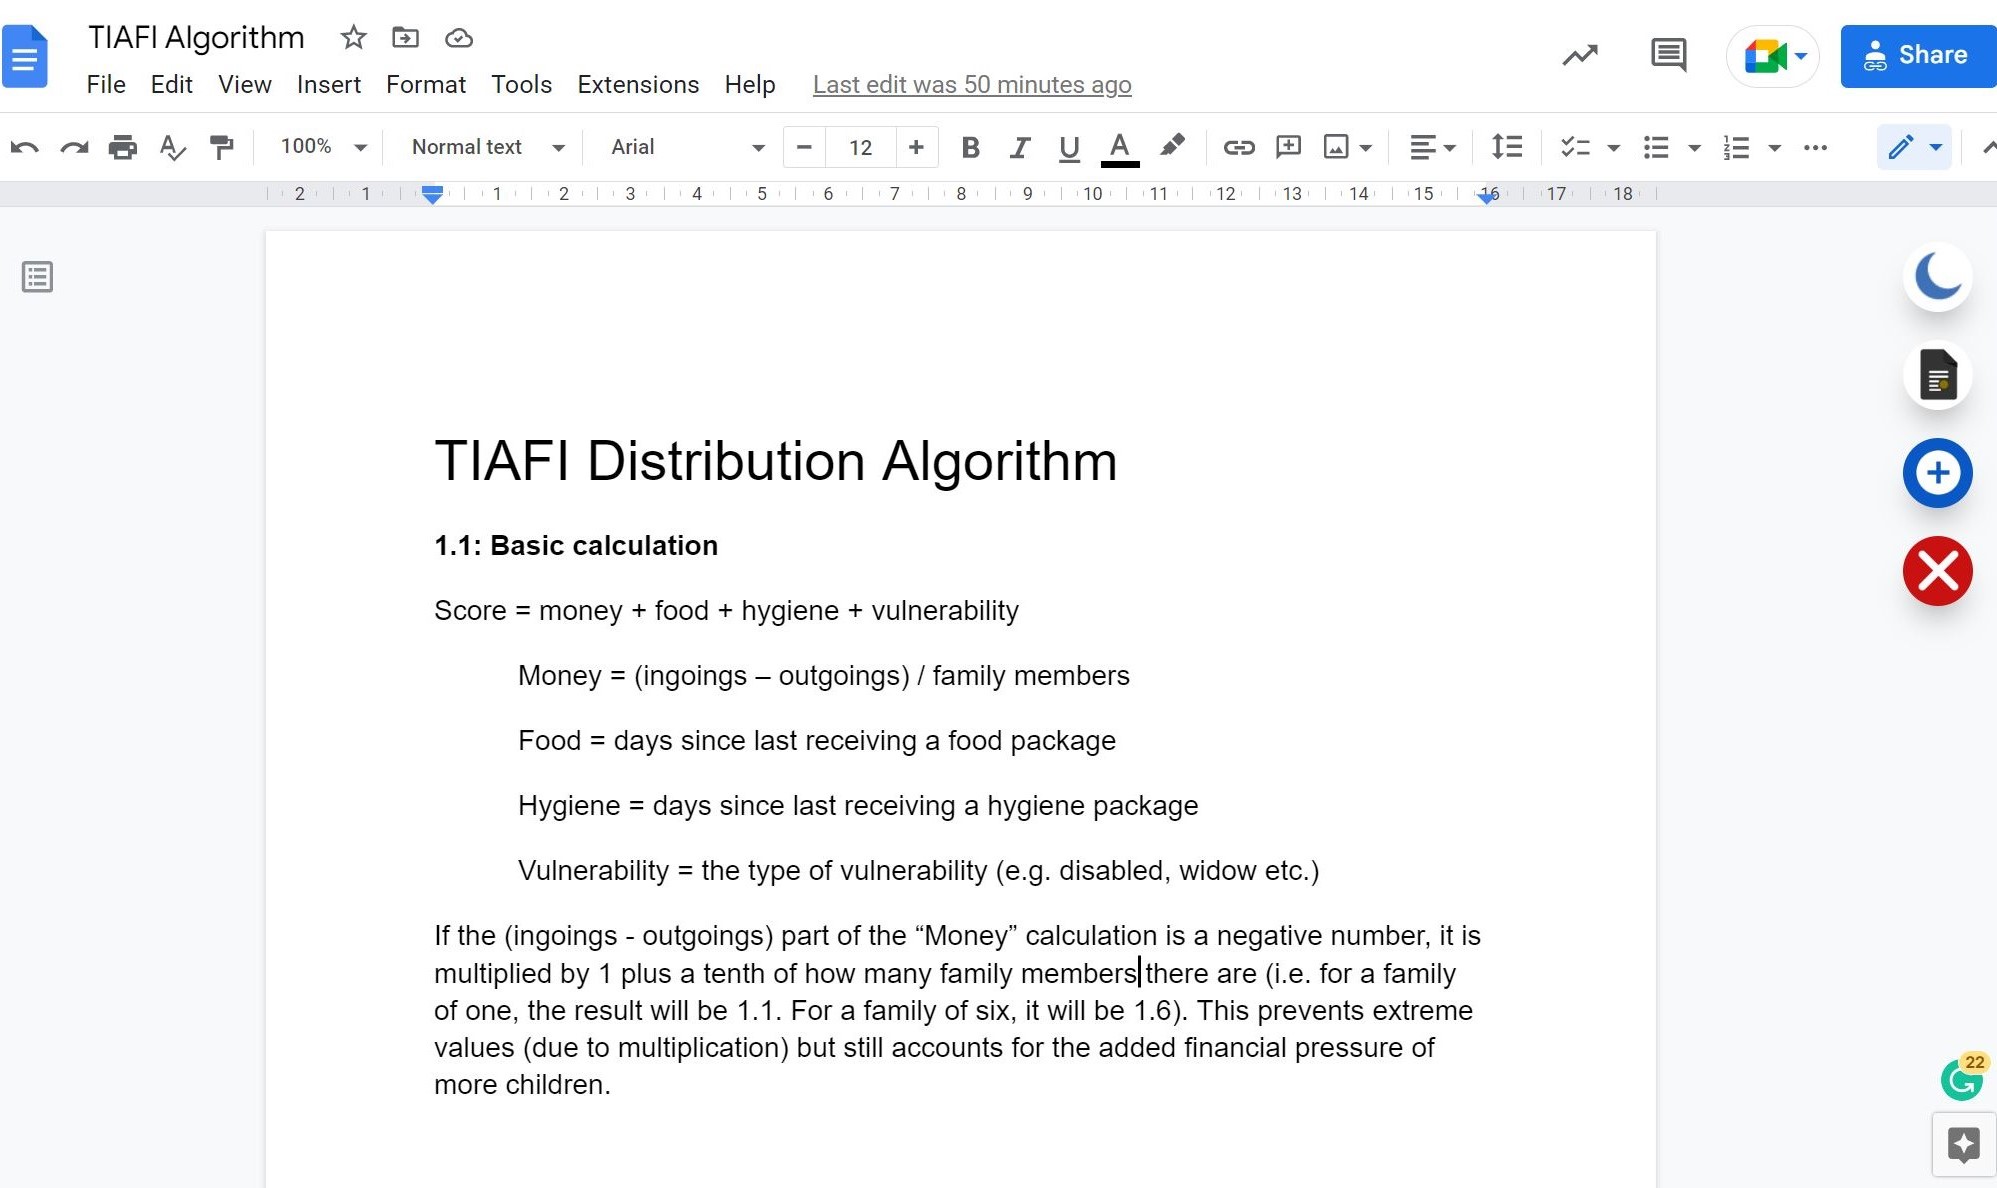 TIAFI Algorithm
File Edit View Insert Format Tools Extensions Help Last edit was 50 minutes ago
Share
100% Normal text Arial 12 B I U A
2 1 1 2 3 4 5 6 7 8 9 10 11 12 13 14 15 16 17 18
TIAFI Distribution Algorithm
1.1: Basic calculation
Score = money + food + hygiene + vulnerability
Money = (ingoings – outgoings) / family members
Food = days since last receiving a food package
Hygiene = days since last receiving a hygiene package
Vulnerability = the type of vulnerability (e.g. disabled, widow etc.)
If the (ingoings - outgoings) part of the “Money” calculation is a negative number, it is
multiplied by 1 plus a tenth of how many family members there are (i.e. for a family
of one, the result will be 1.1. For a family of six, it will be 1.6). This prevents extreme
values (due to multiplication) but still accounts for the added financial pressure of
more children.
22